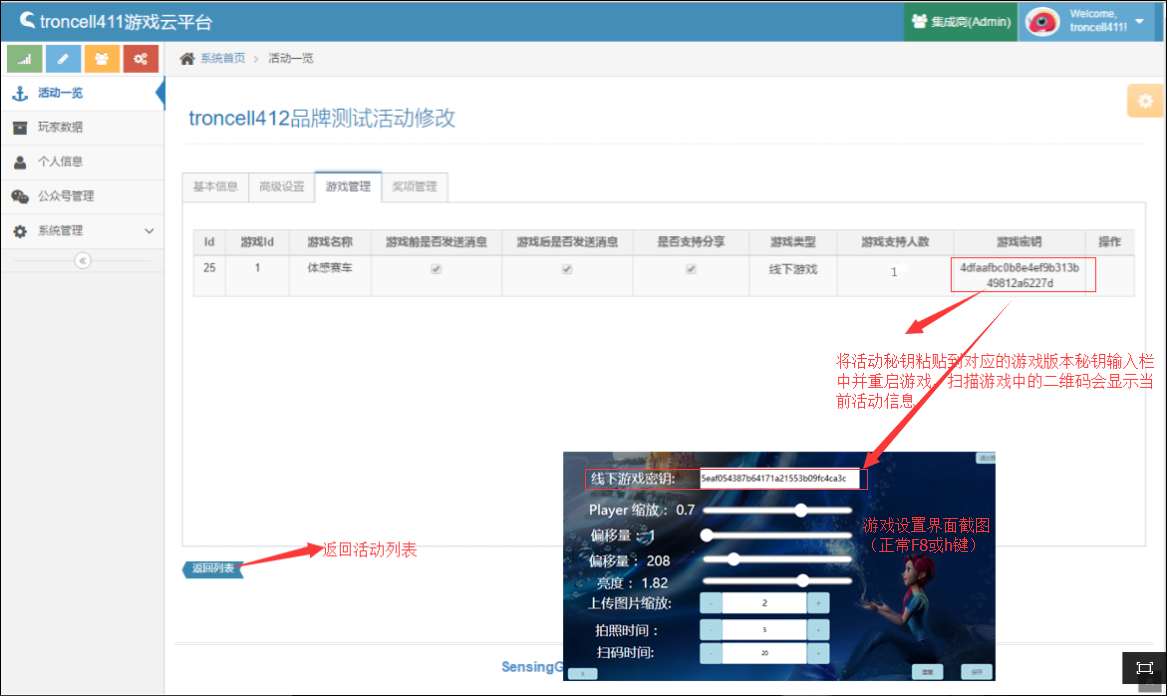 troncell411游戏云平台
集成商(Admin)
Welcome,
troncell411!
系统首页 > 活动一览
活动一览
玩家数据
个人信息
公众号管理
系统管理
troncell412品牌测试活动修改
基本信息 高级设置 游戏管理 奖项管理
Id 游戏Id 游戏名称 游戏前是否发送消息 游戏后是否发送消息 是否支持分享 游戏类型 游戏支持人数 游戏密钥 操作
25 1 体感赛车 线下游戏 1 4dfaafbc0b8e4ef9b313b
49812a6227d
将活动秘钥粘贴到对应的游戏版本秘钥输入栏
中并重启游戏，扫描游戏中的二维码会显示当
前活动信息
线下游戏密钥: 5eaf054387b64171a21553b09fc4ca3c
Player 缩放： 0.7
偏移量： 1
偏移量： 208
亮度： 1.82
上传图片缩放: - 2 +
拍照时间： - 5 +
扫码时间: - 20 +
游戏设置界面截图
（正常F8或h键）
返回活动列表
返回列表
SensingG